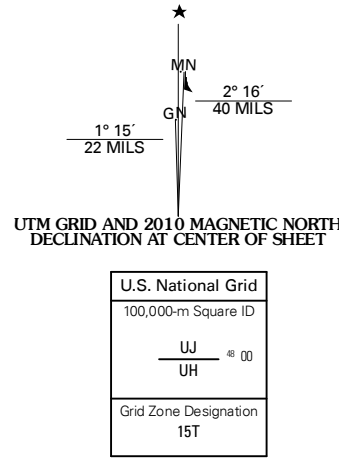 ★
MN
GN
2° 16´
40 MILS
1° 15´
22 MILS
UTM GRID AND 2010 MAGNETIC NORTH
DECLINATION AT CENTER OF SHEET
U.S. National Grid
100,000-m Square ID
UJ
48 00
UH
Grid Zone Designation
15T